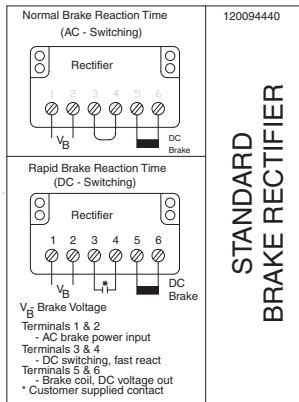 Normal Brake Reaction Time
(AC - Switching)
Rectifier
1 2 3 4 5 6
VB
DC
Brake
Rapid Brake Reaction Time
(DC - Switching)
Rectifier
1 2 3 4 5 6
*
VB
DC
Brake
VB- Brake Voltage
Terminals 1 & 2
- AC brake power input
Terminals 3 & 4
- DC switching, fast react
Terminals 5 & 6
- Brake coil, DC voltage out
* Customer supplied contact
120094440
STANDARD
BRAKE RECTIFIER